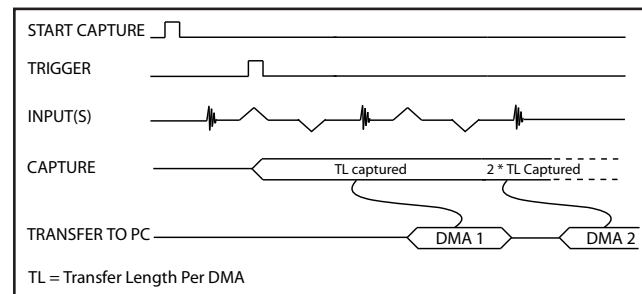 START CAPTURE
TRIGGER
INPUT(S)
CAPTURE
TL captured
2 * TL Captured
TRANSFER TO PC
DMA 1
DMA 2
TL = Transfer Length Per DMA